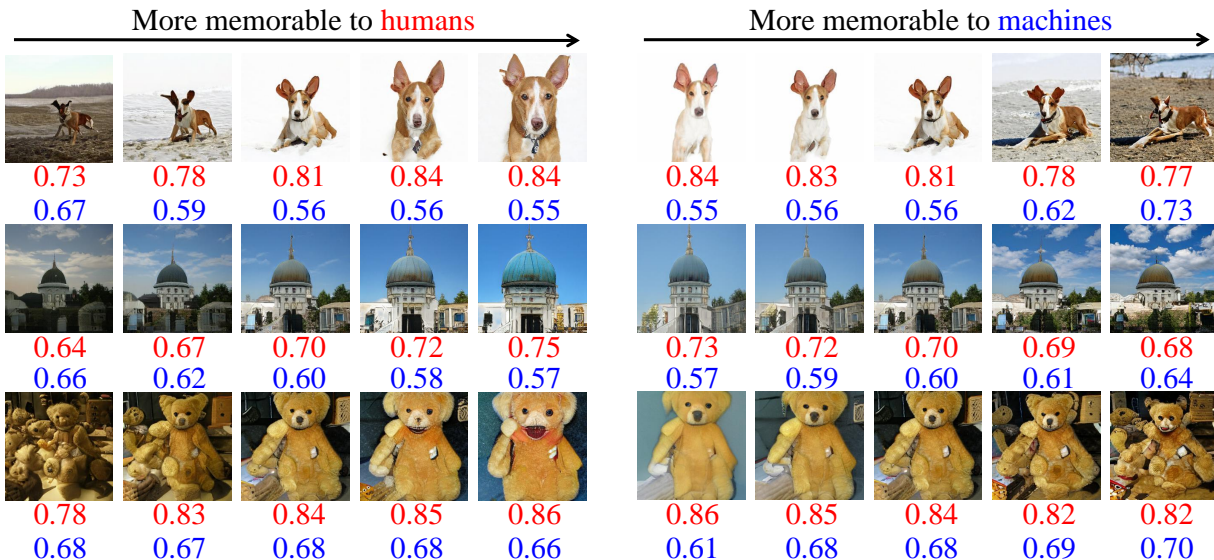 More memorable to humans More memorable to machines
0.73 0.78 0.81 0.84 0.84 0.84 0.83 0.81 0.78 0.77
0.67 0.59 0.56 0.56 0.55 0.55 0.56 0.56 0.62 0.73
0.64 0.67 0.70 0.72 0.75 0.73 0.72 0.70 0.69 0.68
0.66 0.62 0.60 0.58 0.57 0.57 0.59 0.60 0.61 0.64
0.78 0.83 0.84 0.85 0.86 0.86 0.85 0.84 0.82 0.82
0.68 0.67 0.68 0.68 0.66 0.61 0.68 0.68 0.69 0.70